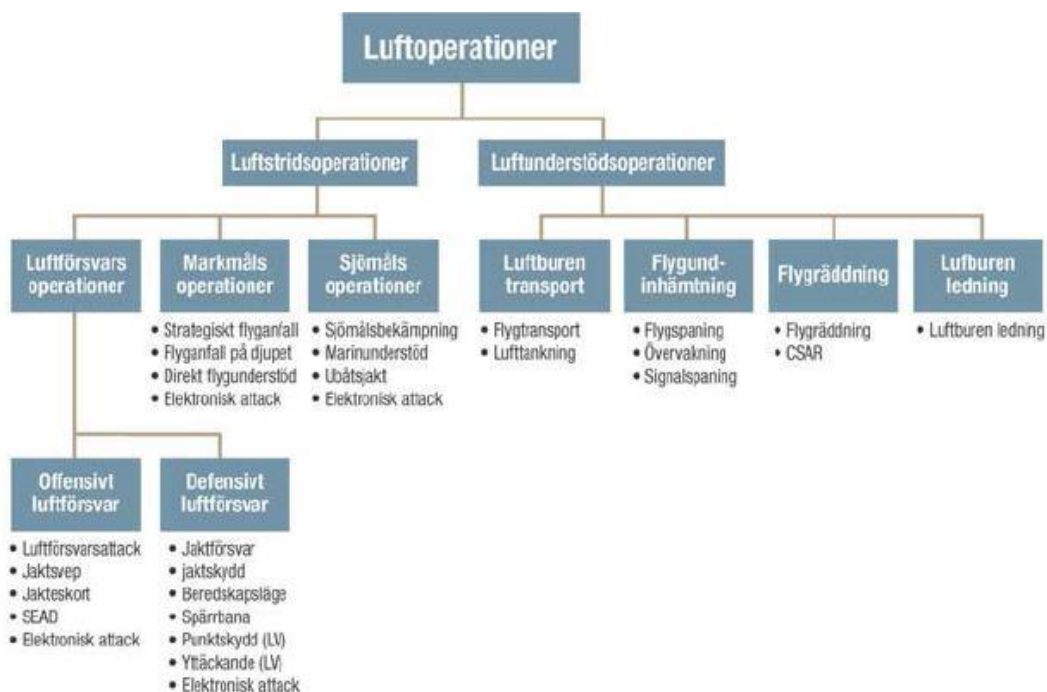 Luftoperationer
Luftstridsoperationer
Luftunderstödsoperationer
Luftförsvars
operationer
Markmåls
operationer
• Strategiskt flyganfall
• Flyganfall på djupet
• Direkt flygunderstöd
• Elektronisk attack
Sjömåls
operationer
• Sjömålsbekämpning
• Marinunderstöd
• Ubåtsjakt
• Elektronisk attack
Luftburen
transport
• Flygtransport
• Lufttankning
Flygund-
inhämtning
• Flygspaning
• Övervakning
• Signalspaning
Flygräddning
• Flygräddning
• CSAR
Lufburen
ledning
• Luftburen ledning
Offensivt
luftförsvar
• Luftförsvarsattack
• Jaktsvep
• Jakteskort
• SEAD
• Elektronisk attack
Defensivt
luftförsvar
• Jaktförsvar
• jaktskydd
• Beredskapsläge
• Spärrbana
• Punktskydd (LV)
• Yttäckande (LV)
• Elektronisk attack